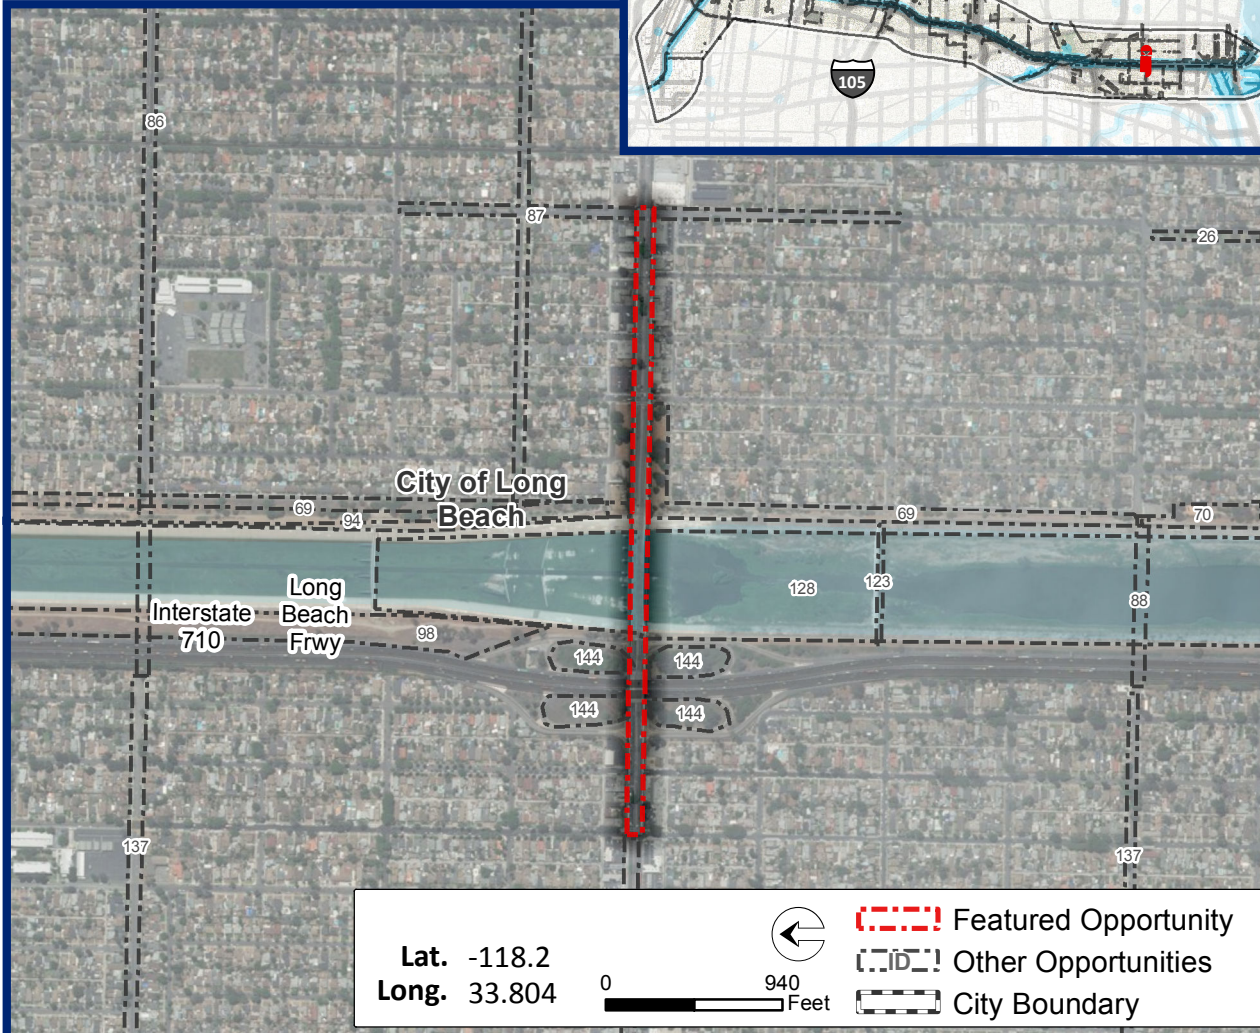 105
86
87
26
City of Long
Beach
69
94
69
70
Long
Beach
Frwy
Interstate
710
98
128
123
88
144
144
144
144
137
137
Lat. -118.2
Long. 33.804
0 940
Feet
Featured Opportunity
ID Other Opportunities
City Boundary